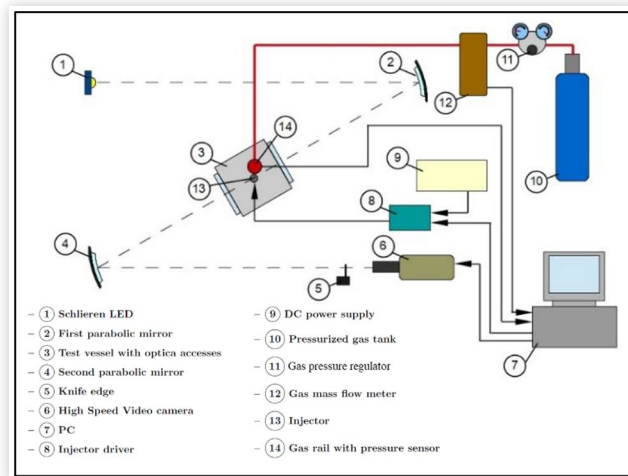 1
2
11
12
3
14
13
9
10
8
4
6
5
7
– 1 Schlieren LED
– 2 First parabolic mirror
– 3 Test vessel with optica accesses
– 4 Second parabolic mirror
– 5 Knife edge
– 6 High Speed Video camera
– 7 PC
– 8 Injector driver
– 9 DC power supply
– 10 Pressurized gas tank
– 11 Gas pressure regulator
– 12 Gas mass flow meter
– 13 Injector
– 14 Gas rail with pressure sensor